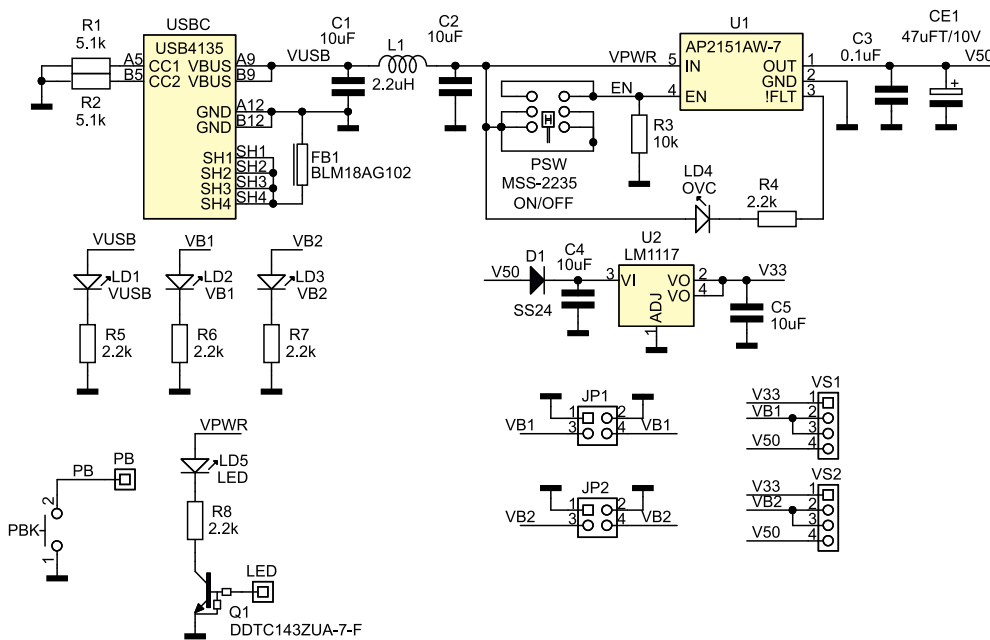 R1
5.1k
R2
5.1k
USBC
USB4135
CC1
CC2
A5
B5
VBUS
VBUS
A9
B9
GND
GND
A12
B12
SH1
SH2
SH3
SH4
SH1
SH2
SH3
SH4
FB1
BLM18AG102
VUSB
C1
10uF
L1
2.2uH
C2
10uF
VPWR
EN
PSW
MSS-2235
ON/OFF
R3
10k
U1
AP2151AW-7
5
IN
4
EN
OUT
1
GND
2
!FLT
3
LD4
OVC
R4
2.2k
C3
0.1uF
CE1
47uFT/10V
+
V50
VUSB
LD1
VUSB
R5
2.2k
VB1
LD2
VB1
R6
2.2k
VB2
LD3
VB2
R7
2.2k
V50
D1
SS24
C4
10uF
U2
LM1117
3
VI
VO
2
VO
4
ADJ
1
V33
C5
10uF
JP1
1
2
3
4
VB1
VB1
VS1
V33
1
VB1
2
3
V50
4
JP2
1
2
3
4
VB2
VB2
VS2
V33
1
VB2
2
3
V50
4
PB
PB
2
PBK
1
VPWR
LD5
LED
R8
2.2k
LED
Q1
DDTC143ZUA-7-F